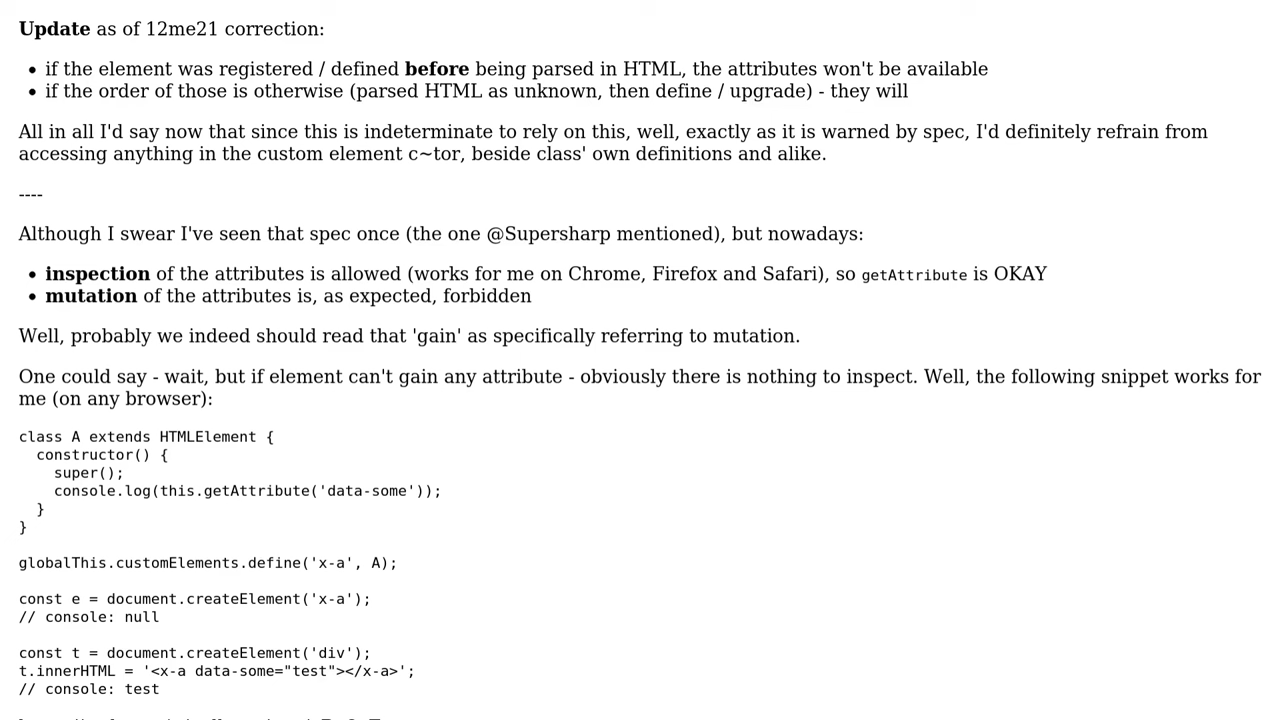 Update as of 12me21 correction:
• if the element was registered / defined before being parsed in HTML, the attributes won't be available
• if the order of those is otherwise (parsed HTML as unknown, then define / upgrade) - they will
All in all I'd say now that since this is indeterminate to rely on this, well, exactly as it is warned by spec, I'd definitely refrain from
accessing anything in the custom element c~tor, beside class' own definitions and alike.
----
Although I swear I've seen that spec once (the one @Supersharp mentioned), but nowadays:
• inspection of the attributes is allowed (works for me on Chrome, Firefox and Safari), so getAttribute is OKAY
• mutation of the attributes is, as expected, forbidden
Well, probably we indeed should read that 'gain' as specifically referring to mutation.
One could say - wait, but if element can't gain any attribute - obviously there is nothing to inspect. Well, the following snippet works for
me (on any browser):
class A extends HTMLElement {
  constructor() {
    super();
    console.log(this.getAttribute('data-some'));
  }
}
globalThis.customElements.define('x-a', A);
const e = document.createElement('x-a');
// console: null
const t = document.createElement('div');
t.innerHTML = '<x-a data-some="test"></x-a>';
// console: test